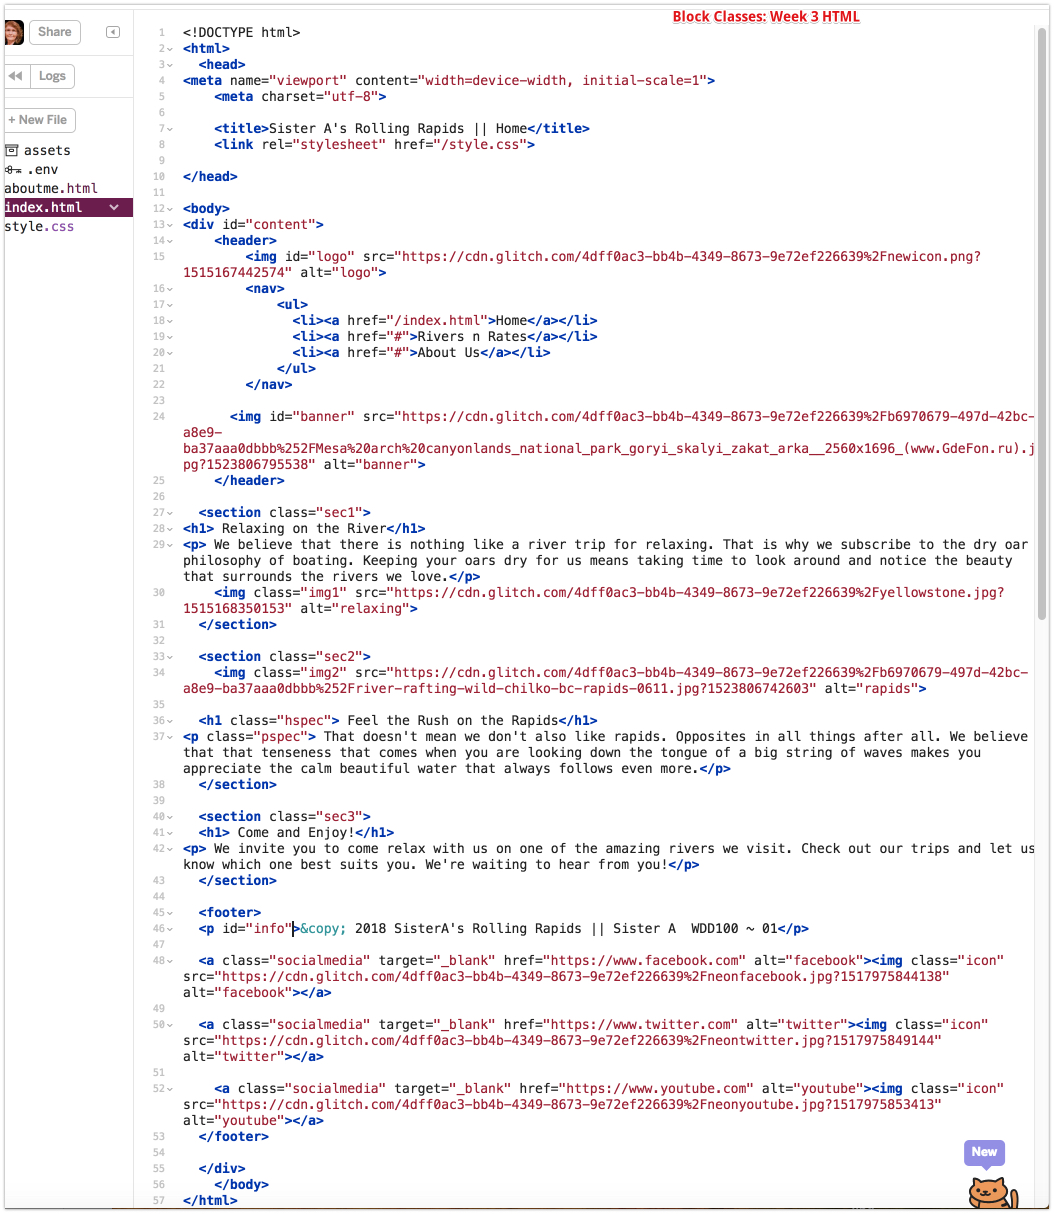 Block Classes: Week 3 HTML
Share
Logs
+ New File
assets
.env
aboutme.html
index.html
style.css
1 <!DOCTYPE html>
2 <html>
3 <head>
4 <meta name="viewport" content="width=device-width, initial-scale=1">
5 <meta charset="utf-8">
6
7 <title>Sister A's Rolling Rapids || Home</title>
8 <link rel="stylesheet" href="/style.css">
9
10 </head>
11
12 <body>
13 <div id="content">
14 <header>
15 <img id="logo" src="https://cdn.glitch.com/4dff0ac3-bb4b-4349-8673-9e72ef226639%2Fnewicon.png?
1515167442574" alt="logo">
16 <nav>
17 <ul>
18 <li><a href="/index.html">Home</a></li>
19 <li><a href="#">Rivers n Rates</a></li>
20 <li><a href="#">About Us</a></li>
21 </ul>
22 </nav>
23
24 <img id="banner" src="https://cdn.glitch.com/4dff0ac3-bb4b-4349-8673-9e72ef226639%2Fb6970679-497d-42bc-
a8e9-
ba37aaa0dbbb%252FMesa%20arch%20canyonlands_national_park_goryi_skalyi_zakat_arka__2560x1696_(www.GdeFon.ru).j
pg?1523806795538" alt="banner">
25 </header>
26
27 <section class="sec1">
28 <h1> Relaxing on the River</h1>
29 <p> We believe that there is nothing like a river trip for relaxing. That is why we subscribe to the dry oar
philosophy of boating. Keeping your oars dry for us means taking time to look around and notice the beauty
that surrounds the rivers we love.</p>
30 <img class="img1" src="https://cdn.glitch.com/4dff0ac3-bb4b-4349-8673-9e72ef226639%2Fyellowstone.jpg?
1515168350153" alt="relaxing">
31 </section>
32
33 <section class="sec2">
34 <img class="img2" src="https://cdn.glitch.com/4dff0ac3-bb4b-4349-8673-9e72ef226639%2Fb6970679-497d-42bc-
a8e9-ba37aaa0dbbb%252Friver-rafting-wild-chilko-bc-rapids-0611.jpg?1523806742603" alt="rapids">
35
36 <h1 class="hspec"> Feel the Rush on the Rapids</h1>
37 <p class="pspec"> That doesn't mean we don't also like rapids. Opposites in all things after all. We believe
that that tenseness that comes when you are looking down the tongue of a big string of waves makes you
appreciate the calm beautiful water that always follows even more.</p>
38 </section>
39
40 <section class="sec3">
41 <h1> Come and Enjoy!</h1>
42 <p> We invite you to come relax with us on one of the amazing rivers we visit. Check out our trips and let us
know which one best suits you. We're waiting to hear from you!</p>
43 </section>
44
45 <footer>
46 <p id="info">&copy; 2018 SisterA's Rolling Rapids || Sister A  WDD100 ~ 01</p>
47
48 <a class="socialmedia" target="_blank" href="https://www.facebook.com" alt="facebook"><img class="icon"
src="https://cdn.glitch.com/4dff0ac3-bb4b-4349-8673-9e72ef226639%2Fneonfacebook.jpg?1517975844138"
alt="facebook"></a>
49
50 <a class="socialmedia" target="_blank" href="https://www.twitter.com" alt="twitter"><img class="icon"
src="https://cdn.glitch.com/4dff0ac3-bb4b-4349-8673-9e72ef226639%2Fneontwitter.jpg?1517975849144"
alt="twitter"></a>
51
52 <a class="socialmedia" target="_blank" href="https://www.youtube.com" alt="youtube"><img class="icon"
src="https://cdn.glitch.com/4dff0ac3-bb4b-4349-8673-9e72ef226639%2Fneonyoutube.jpg?1517975853413"
alt="youtube"></a>
53 </footer>
54
55 </div>
56 </body>
57 </html>
New